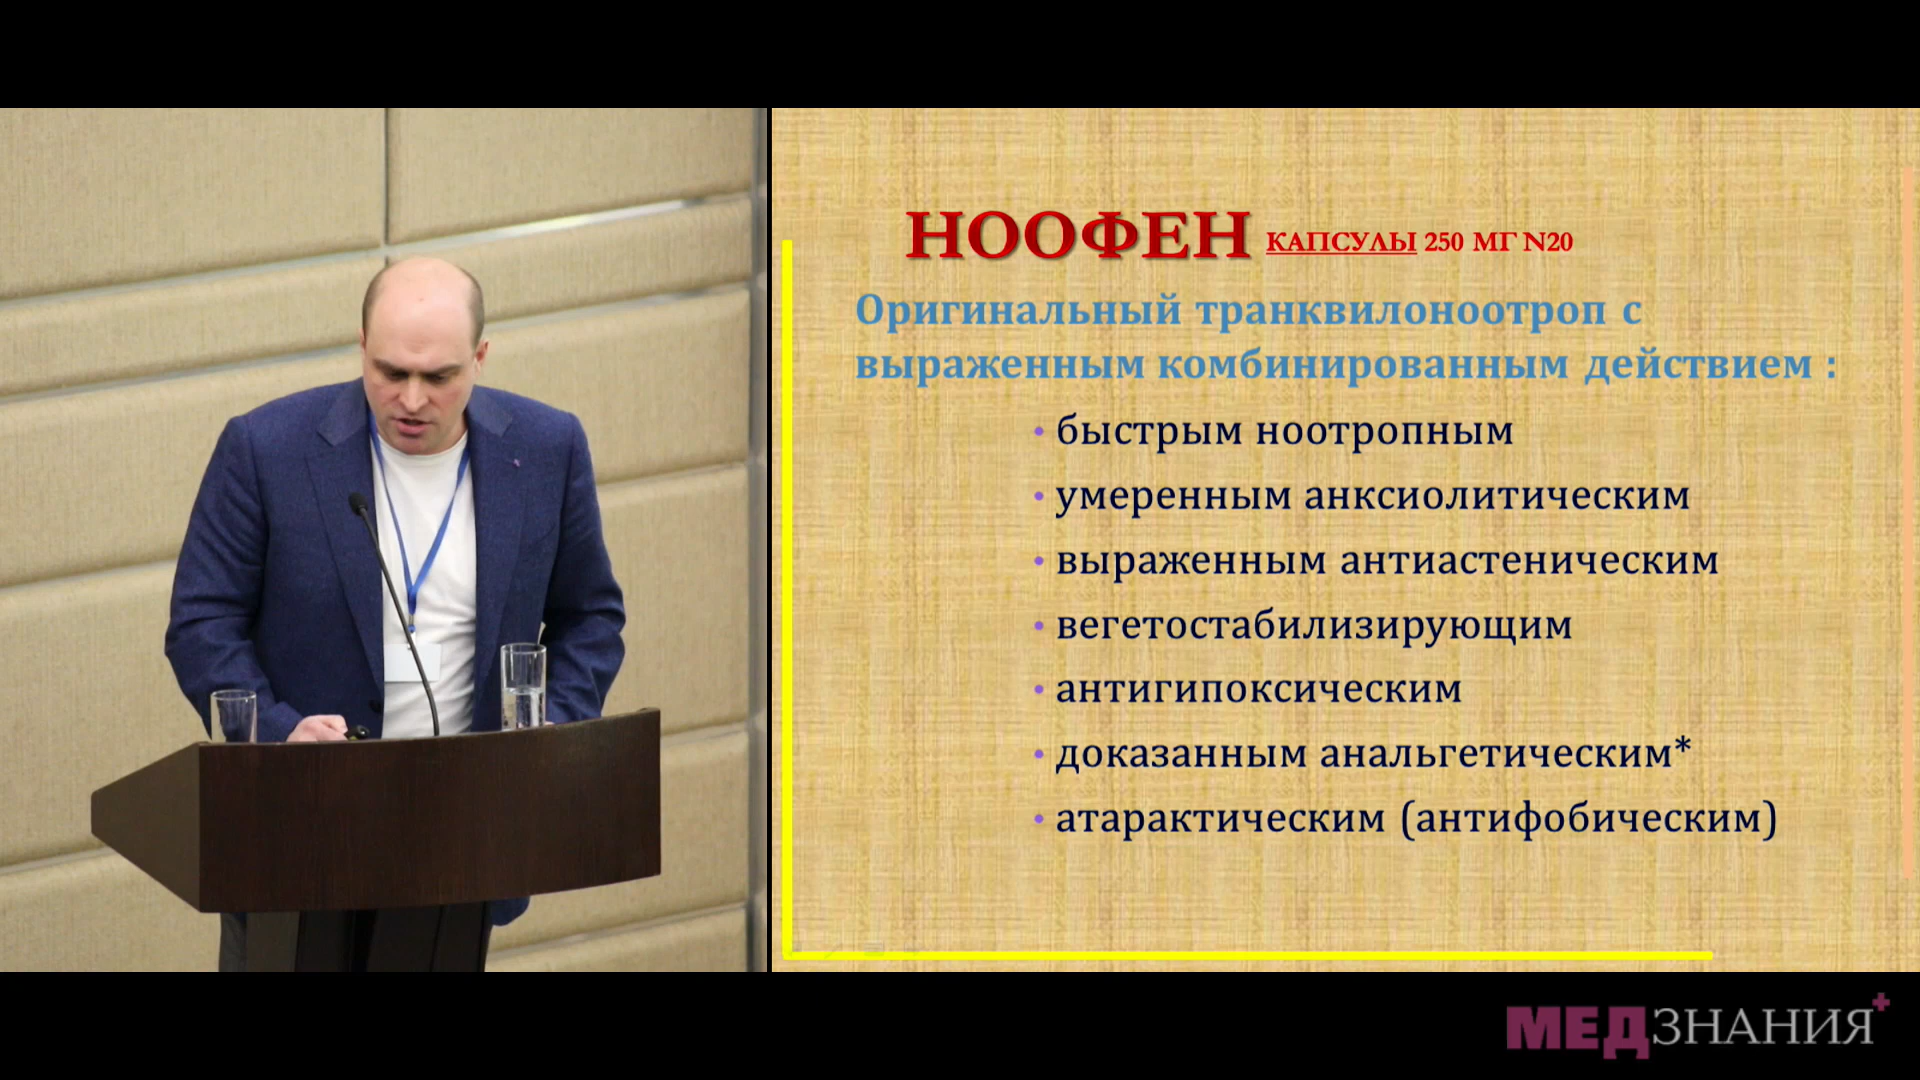 НООФЕН КАПСУЛЫ 250 МГ N20
Оригинальный транквилоноотроп с
выраженным комбинированным действием :
• быстрым ноотропным
• умеренным анксиолитическим
• выраженным антиастеническим
• вегетостабилизирующим
• антигипоксическим
• доказанным анальгетическим*
• атарактическим (антифобическим)
МЕДЗНАНИЯ+